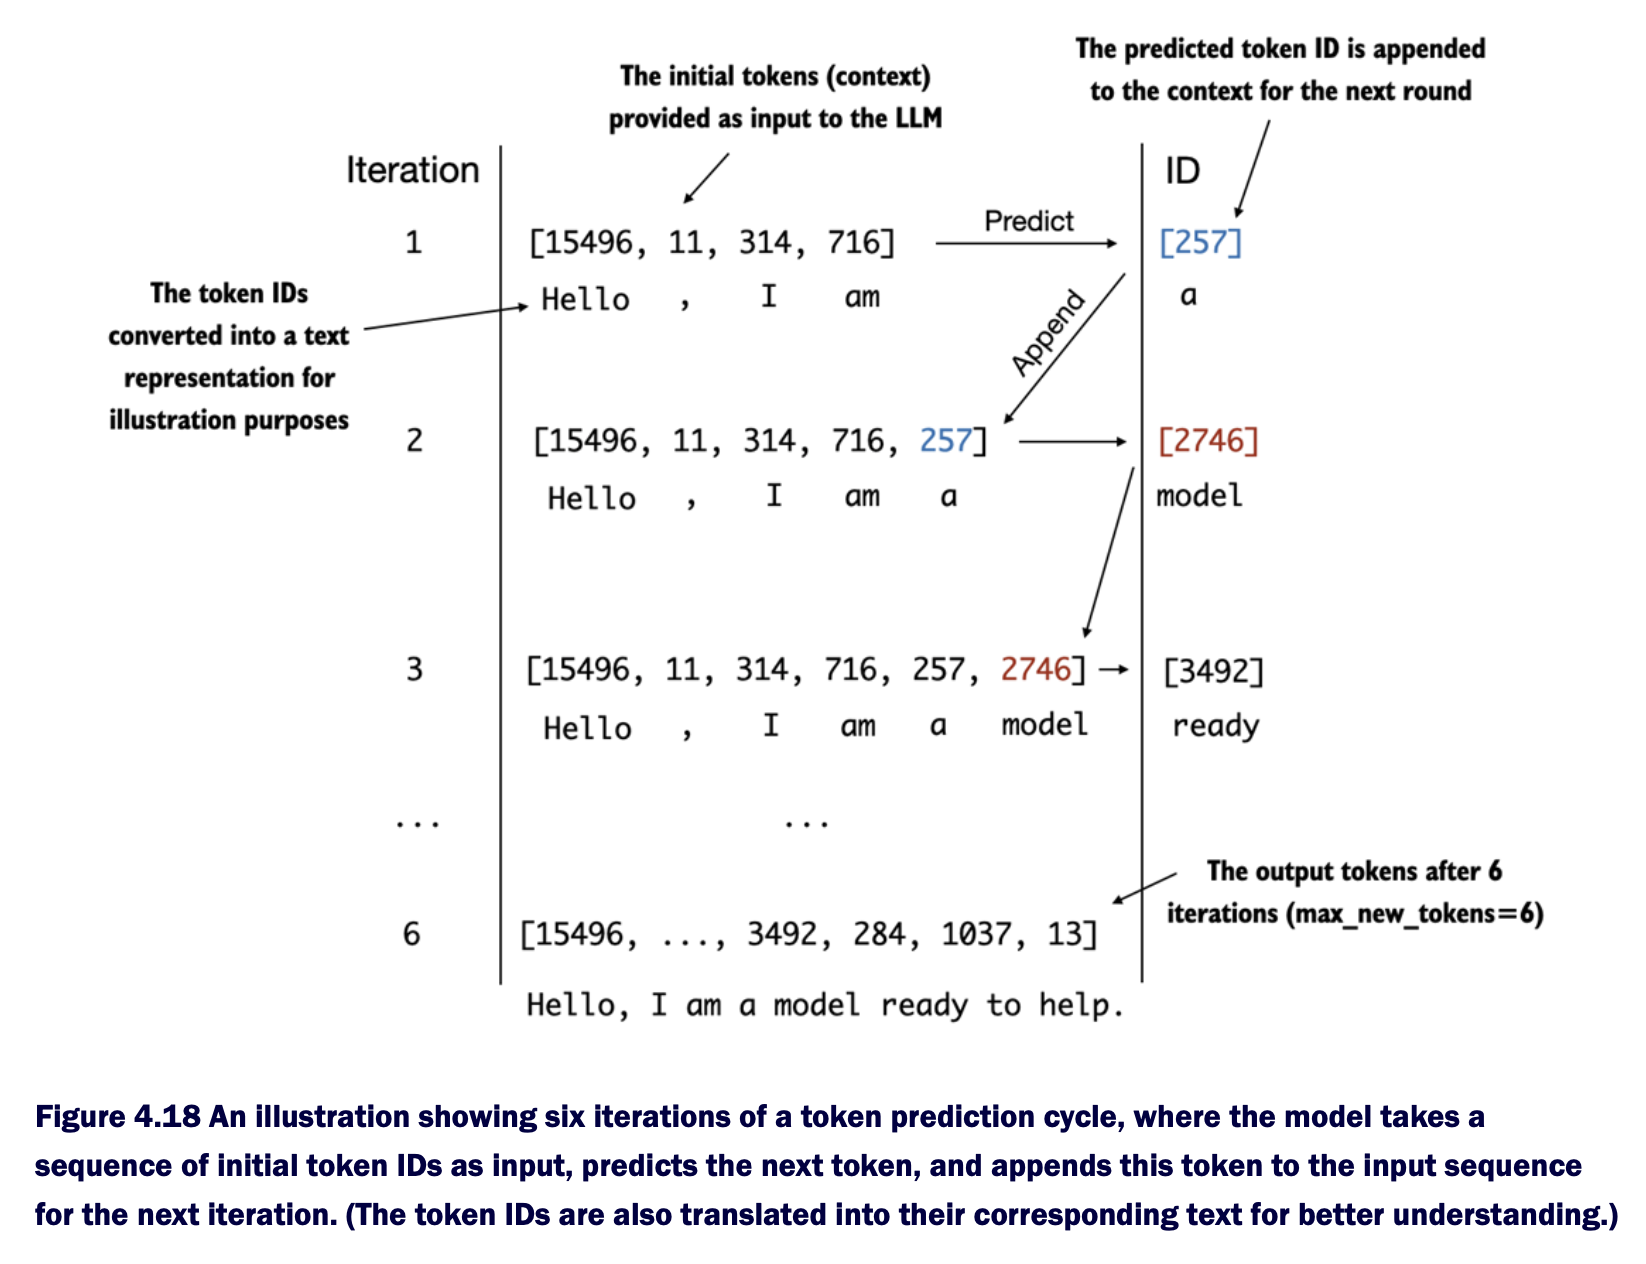 The initial tokens (context)
provided as input to the LLM
The predicted token ID is appended
to the context for the next round
Iteration
ID
1
[15496, 11, 314, 716]
Predict
[257]
Hello , I am
a
The token IDs
converted into a text
representation for
illustration purposes
Append
2
[15496, 11, 314, 716, 257]
[2746]
Hello , I am a
model
3
[15496, 11, 314, 716, 257, 2746]
[3492]
Hello , I am a model
ready
...
...
The output tokens after 6
iterations (max_new_tokens=6)
6
[15496, ..., 3492, 284, 1037, 13]
Hello, I am a model ready to help.
Figure 4.18 An illustration showing six iterations of a token prediction cycle, where the model takes a
sequence of initial token IDs as input, predicts the next token, and appends this token to the input sequence
for the next iteration. (The token IDs are also translated into their corresponding text for better understanding.)